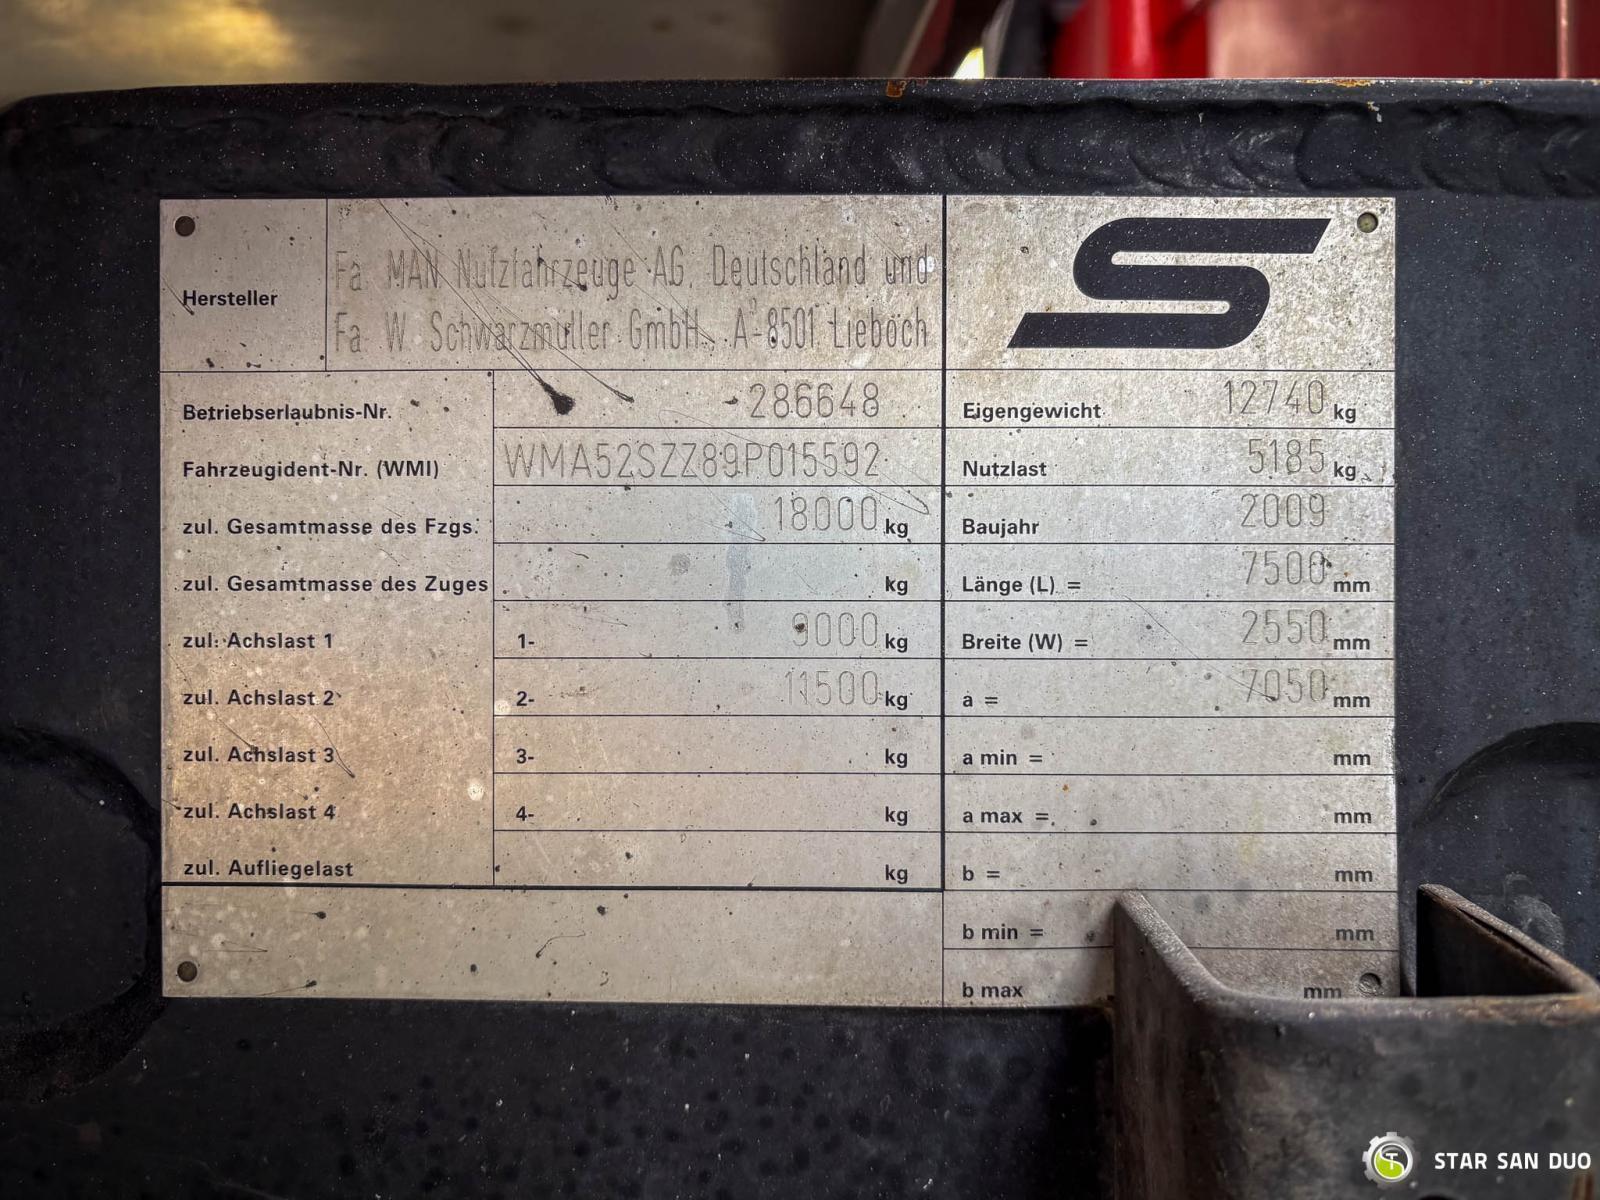 Hersteller
Fa. MAN Nutzfahrzeuge AG, Deutschland und
Fa. W. Schwarzmüller GmbH, A-8501 Lieboch
S
Betriebserlaubnis-Nr. 286648
Fahrzeugident-Nr. (WMI) WMA52SZZ89P015592
zul. Gesamtmasse des Fzgs. 18000 kg
zul. Gesamtmasse des Zuges kg
zul. Achslast 1 1- 9000 kg
zul. Achslast 2 2- 11500 kg
zul. Achslast 3 3- kg
zul. Achslast 4 4- kg
zul. Aufliegelast kg
Eigengewicht 12740 kg
Nutzlast 5185 kg
Baujahr 2009
Länge (L) = 7500 mm
Breite (W) = 2550 mm
a = 7050 mm
a min = mm
a max = mm
b = mm
b min = mm
b max mm
STAR SAN DUO